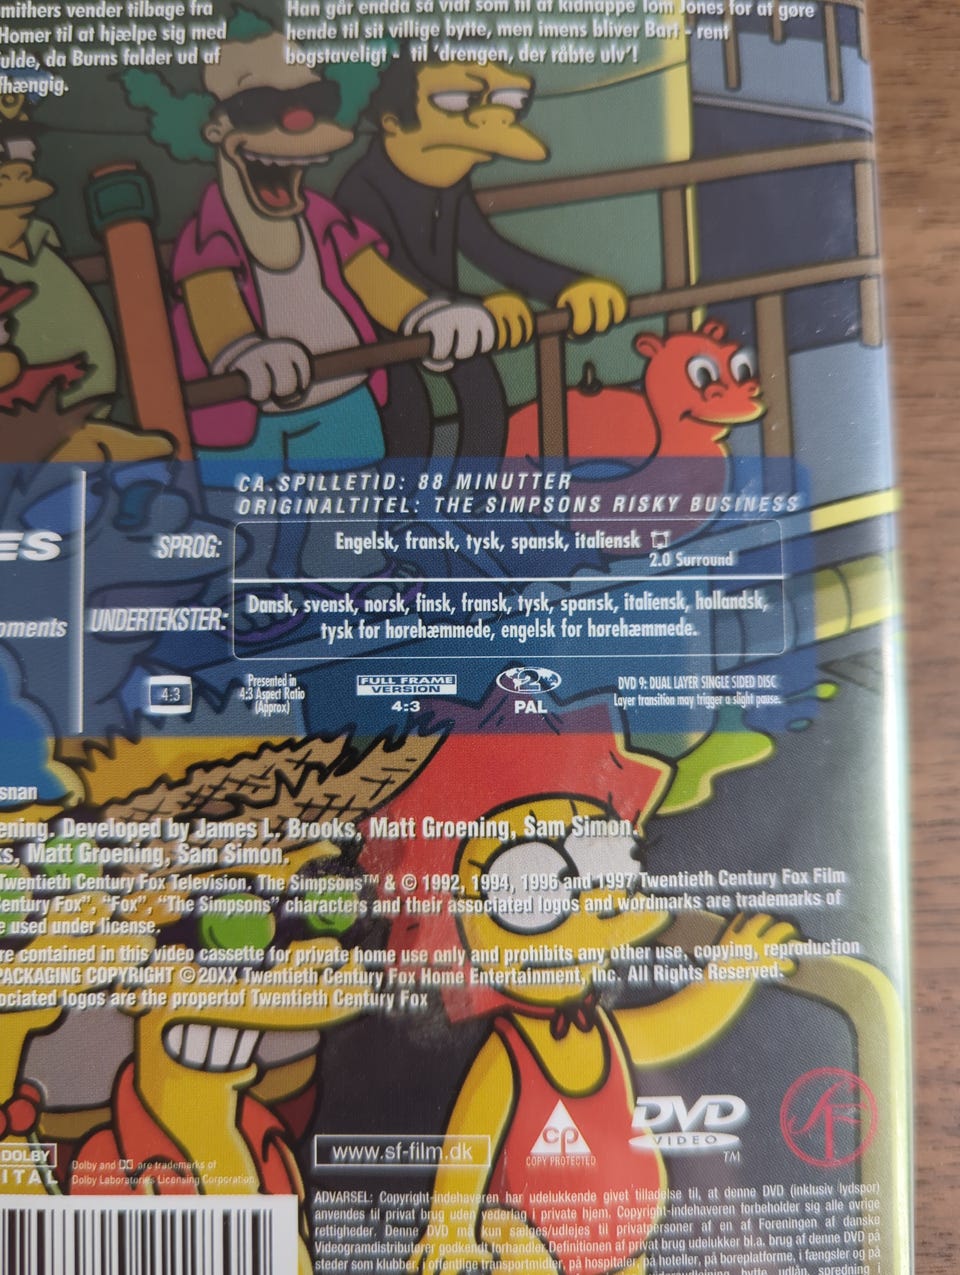 mithers vender tilbage fra
Homer til at hjælpe sig med
ulde, da Burns falder ud af
fhængig.
Han går endda så vidt som til at kidnappe Tom Jones for at gøre
hende til sit villige bytte, men imens bliver Bart - rent
bogstaveligt - til 'drengen, der råbte ulv'!
CA.SPILLETID: 88 MINUTTER
ORIGINALTITEL: THE SIMPSONS RISKY BUSINESS
ES
SPROG:
Engelsk, fransk, tysk, spansk, italiensk
2.0 Surround
oments
UNDERTEKSTER:
Dansk, svensk, norsk, finsk, fransk, tysk, spansk, italiensk, hollandsk,
tysk for hørehæmmede, engelsk for hørehæmmede.
4:3
Presented in
4:3 Aspect Ratio
(Approx)
FULL FRAME
VERSION
4:3
2
PAL
DVD 9: DUAL LAYER SINGLE SIDED DISC
Layer transition may trigger a slight pause.
snan
ening. Developed by James L. Brooks, Matt Groening, Sam Simon.
ks, Matt Groening, Sam Simon.
Twentieth Century Fox Television. The Simpsons™ & © 1992, 1994, 1996 and 1997 Twentieth Century Fox Film
entury Fox", "Fox", "The Simpsons" characters and their associated logos and wordmarks are trademarks of
e used under license.
re contained in this video cassette for private home use only and prohibits any other use, copying, reproduction
PACKAGING COPYRIGHT © 20XX Twentieth Century Fox Home Entertainment, Inc. All Rights Reserved.
ociated logos are the propertof Twentieth Century Fox
DOLBY
ITAL
Dolby and DD are trademarks of
Dolby Laboratories Licensing Corporation.
www.sf-film.dk
cp
COPY PROTECTED
DVD
VIDEO
TM
SF
ADVARSEL: Copyright-indehaveren har udelukkende givet tilladelse til, at denne DVD (inklusiv lydspor)
anvendes til privat brug uden vederlag i private hjem. Copyright-indehaveren forbeholder sig alle øvrige
rettigheder. Denne DVD må kun sælges/udlejes til privatpersoner af en af Foreningen af danske
Videogramdistributører godkendt forhandler. Definitionen af privat brug udelukker bl.a. brug af denne DVD på
steder som klubber, i offentlige transportmidler, på hospitaler, på hoteller, på boreplatforme, i fængsler og på
bytte, udlån, spredning i